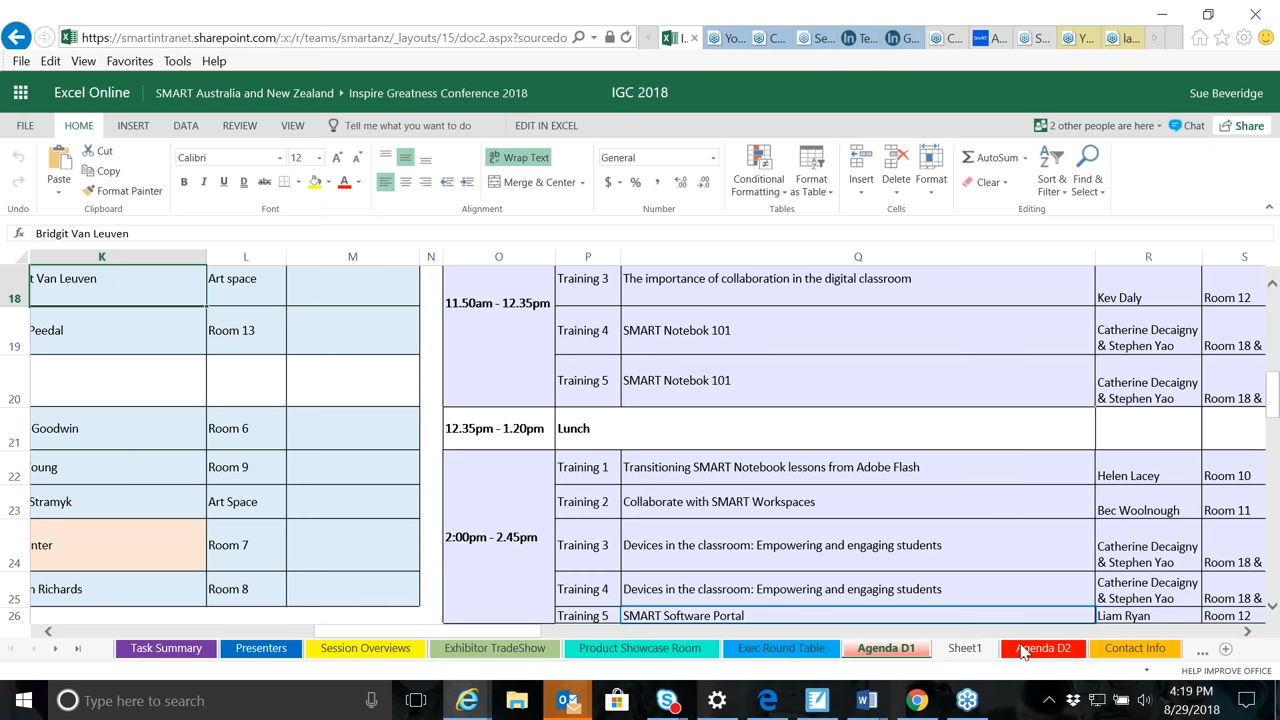 https://smartintranet.sharepoint.com/:x:/r/teams/smartanz/_layouts/15/doc2.aspx?sourcedo
I..
Yo...
C...
Se...
Te...
G...
C...
A...
S...
Y...
la...
File Edit View Favorites Tools Help
Excel Online SMART Australia and New Zealand Inspire Greatness Conference 2018 IGC 2018 Sue Beveridge
FILE HOME INSERT DATA REVIEW VIEW Tell me what you want to do EDIT IN EXCEL 2 other people are here Chat Share
Paste Cut
Copy
Format Painter
Calibri 12
B I U D abc
Wrap Text
Merge & Center
General
$ % ,
Conditional
Formatting
Format
as Table
Insert Delete Format
AutoSum
Clear
Sort &
Filter
Find &
Select
Undo Clipboard Font Alignment Number Tables Cells Editing
fx Bridgit Van Leuven
K L M N O P Q R S
18 t Van Leuven Art space 11.50am - 12.35pm Training 3 The importance of collaboration in the digital classroom Kev Daly Room 12
19 Peedal Room 13 Training 4 SMART Notebok 101 Catherine Decaigny
& Stephen Yao Room 18 &
20 Training 5 SMART Notebok 101 Catherine Decaigny
& Stephen Yao Room 18 &
21 Goodwin Room 6 12.35pm - 1.20pm Lunch
22 oung Room 9 Training 1 Transitioning SMART Notebook lessons from Adobe Flash Helen Lacey Room 10
23 Stramyk Art Space Training 2 Collaborate with SMART Workspaces Bec Woolnough Room 11
24 nter Room 7 2:00pm - 2.45pm Training 3 Devices in the classroom: Empowering and engaging students Catherine Decaigny
& Stephen Yao Room 18 &
25 n Richards Room 8 Training 4 Devices in the classroom: Empowering and engaging students Catherine Decaigny
& Stephen Yao Room 18 &
26 Training 5 SMART Software Portal Liam Ryan Room 12
Task Summary Presenters Session Overviews Exhibitor TradeShow Product Showcase Room Exec Round Table Agenda D1 Sheet1 Agenda D2 Contact Info ...
HELP IMPROVE OFFICE
Type here to search
4:19 PM
8/29/2018